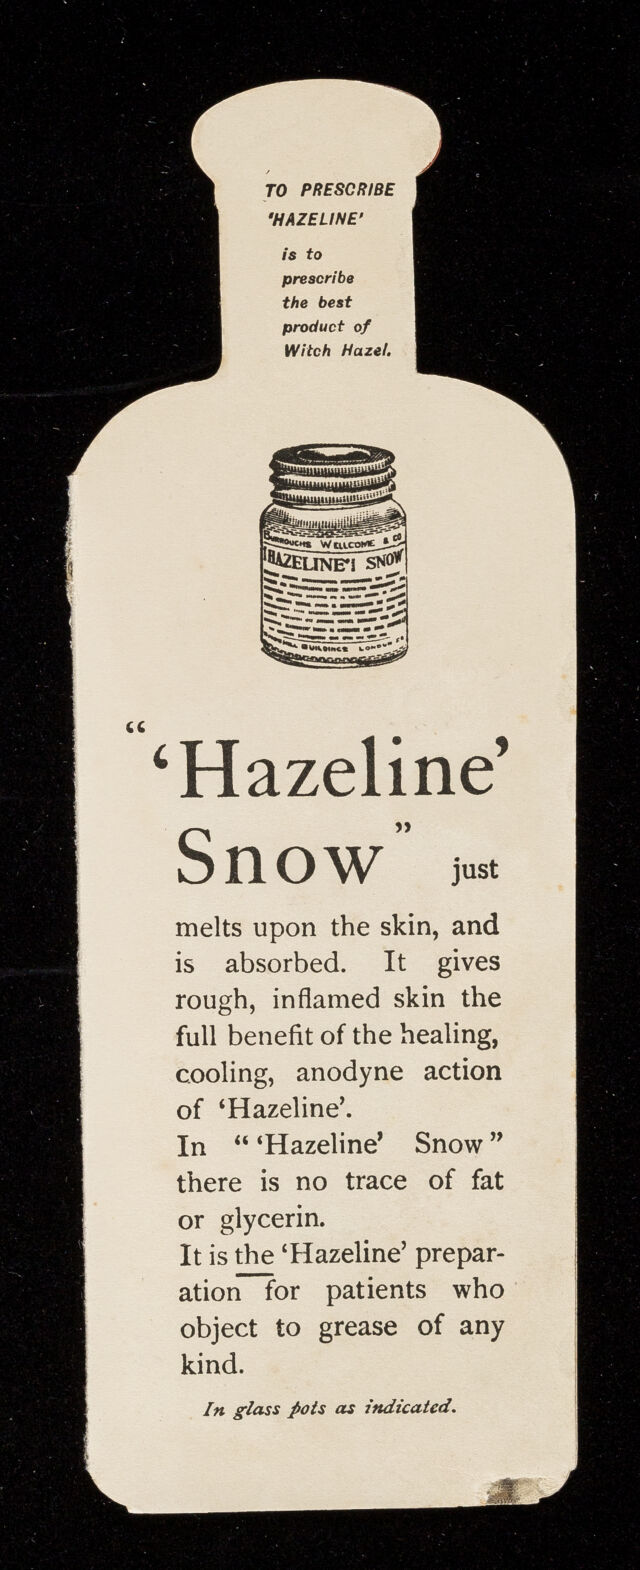 TO PRESCRIBE
'HAZELINE'
is to
prescribe
the best
product of
Witch Hazel.
BURROUGHS WELLCOME & CO
'HAZELINE' SNOW
BUILDINGS LONDON EC
“‘Hazeline’
Snow” just
melts upon the skin, and
is absorbed. It gives
rough, inflamed skin the
full benefit of the healing,
cooling, anodyne action
of ‘Hazeline’.
In “‘Hazeline’ Snow”
there is no trace of fat
or glycerin.
It is the ‘Hazeline’ prepar-
ation for patients who
object to grease of any
kind.
In glass pots as indicated.